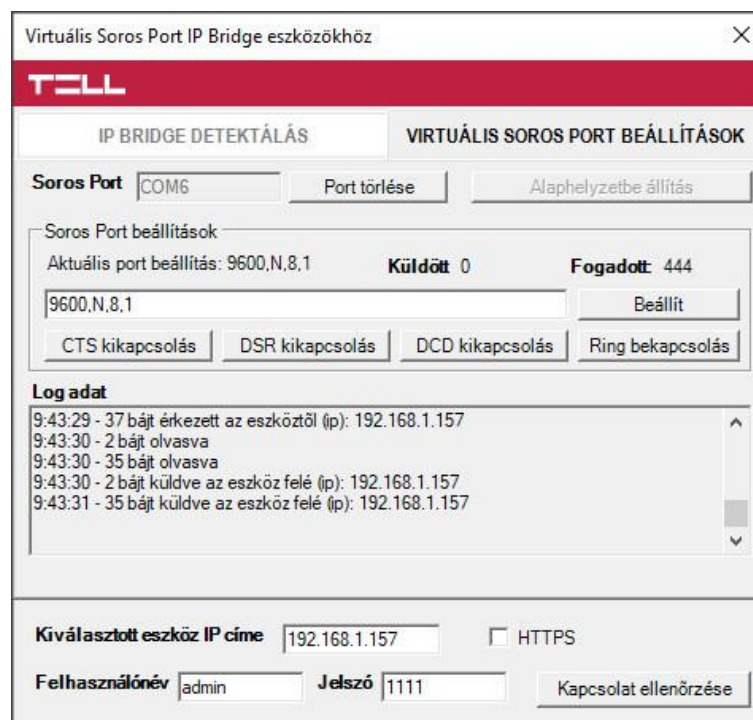 Virtuális Soros Port IP Bridge eszközökhöz
TELL
IP BRIDGE DETEKTÁLÁS VIRTUÁLIS SOROS PORT BEÁLLÍTÁSOK
Soros Port COM6 Port törlése Alaphelyzetbe állítás
Soros Port beállítások
Aktuális port beállítás: 9600,N,8,1 Küldött 0 Fogadott: 444
9600,N,8,1 Beállít
CTS kikapcsolás DSR kikapcsolás DCD kikapcsolás Ring bekapcsolás
Log adat
9:43:29 - 37 bájt érkezett az eszköztõl (ip): 192.168.1.157
9:43:30 - 2 bájt olvasva
9:43:30 - 35 bájt olvasva
9:43:30 - 2 bájt küldve az eszköz felé (ip): 192.168.1.157
9:43:31 - 35 bájt küldve az eszköz felé (ip): 192.168.1.157
Kiválasztott eszköz IP címe 192.168.1.157 HTTPS
Felhasználónév admin Jelszó 1111 Kapcsolat ellenõrzése